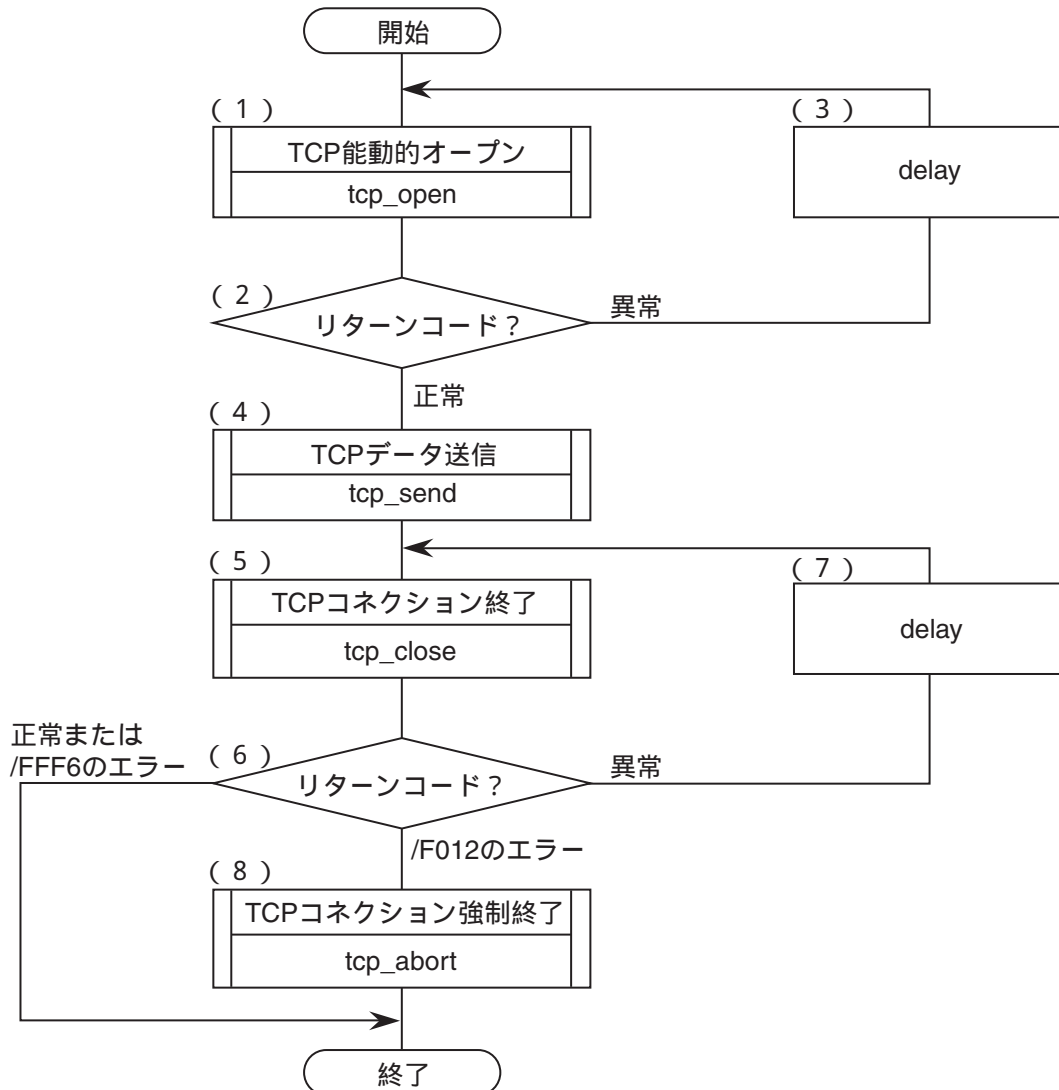 開始
( 1 )
TCP能動的オープン
tcp_open
( 3 )
delay
( 2 )
リターンコード?
異常
正常
( 4 )
TCPデータ送信
tcp_send
( 5 )
TCPコネクション終了
tcp_close
( 7 )
delay
正常または
/FFF6のエラー
( 6 )
リターンコード?
異常
/F012のエラー
( 8 )
TCPコネクション強制終了
tcp_abort
終了